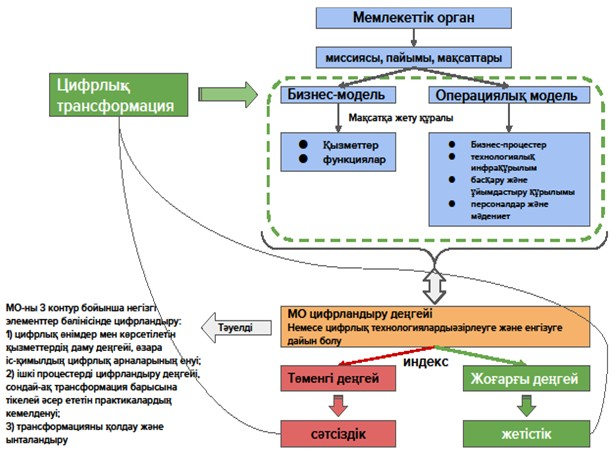 Мемлекеттік орган
миссиясы, пайымы, мақсаттары
Цифрлық
трансформация
Бизнес-модель
Операциялық модель
Мақсатқа жету құралы
Қызметтер
функциялар
Бизнес-процестер
технологиялық
инфрақұрылым
басқару және
ұйымдастыру құрылымы
персоналдар және
мәдениет
МО-ны 3 контур бойынша негізгі
элементтер бөлінісінде цифрландыру:
1) цифрлық өнімдер мен көрсетілетін
қызметтердің даму деңгейі, өзара
іс-қимылдың цифрлық арналарының енуі;
2) ішкі процестерді цифрландыру деңгейі,
сондай-ақ трансформация барысына
тікелей әсер ететін практикалардың
кемелденуі;
3) трансформацияны қолдау және
ынталандыру
Тәуелді
МО цифрландыру деңгейі
Немесе цифрлық технологиялардыәзірлеуге және енгізуге
дайын болу
индекс
Төменгі деңгей
Жоғарғы деңгей
сәтсіздік
жетістік